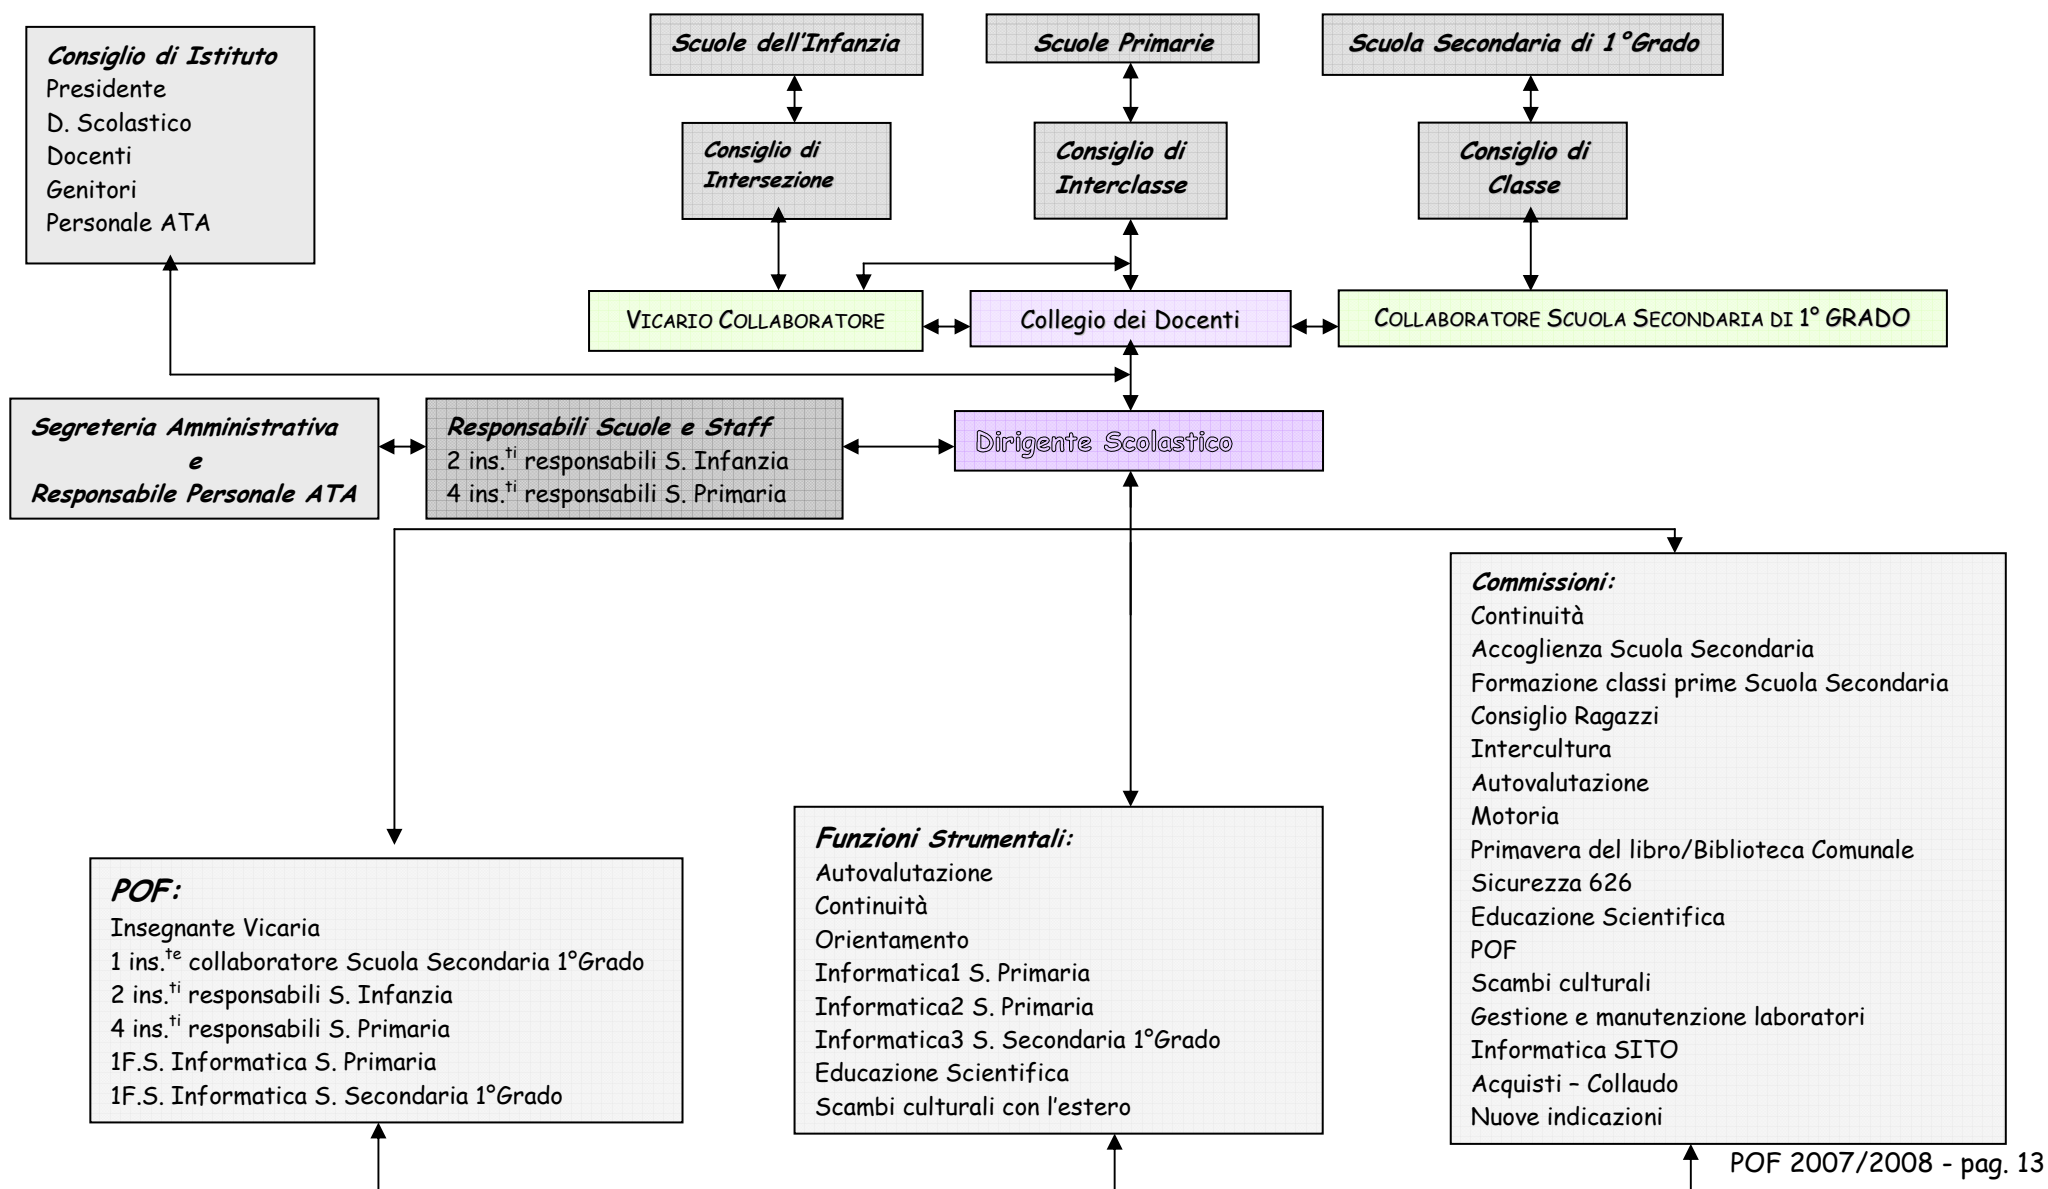 Consiglio di Istituto
Presidente
D. Scolastico
Docenti
Genitori
Personale ATA
Scuole dell'Infanzia
Scuole Primarie
Scuola Secondaria di 1°Grado
Consiglio di
Intersezione
Consiglio di
Interclasse
Consiglio di
Classe
VICARIO COLLABORATORE
Collegio dei Docenti
COLLABORATORE SCUOLA SECONDARIA DI 1° GRADO
Segreteria Amministrativa
e
Responsabile Personale ATA
Responsabili Scuole e Staff
2 ins.ti responsabili S. Infanzia
4 ins.ti responsabili S. Primaria
Dirigente Scolastico
POF:
Insegnante Vicaria
1 ins.te collaboratore Scuola Secondaria 1°Grado
2 ins.ti responsabili S. Infanzia
4 ins.ti responsabili S. Primaria
1F.S. Informatica S. Primaria
1F.S. Informatica S. Secondaria 1°Grado
Funzioni Strumentali:
Autovalutazione
Continuità
Orientamento
Informatica1 S. Primaria
Informatica2 S. Primaria
Informatica3 S. Secondaria 1°Grado
Educazione Scientifica
Scambi culturali con l'estero
Commissioni:
Continuità
Accoglienza Scuola Secondaria
Formazione classi prime Scuola Secondaria
Consiglio Ragazzi
Intercultura
Autovalutazione
Motoria
Primavera del libro/Biblioteca Comunale
Sicurezza 626
Educazione Scientifica
POF
Scambi culturali
Gestione e manutenzione laboratori
Informatica SITO
Acquisti – Collaudo
Nuove indicazioni
POF 2007/2008 - pag. 13